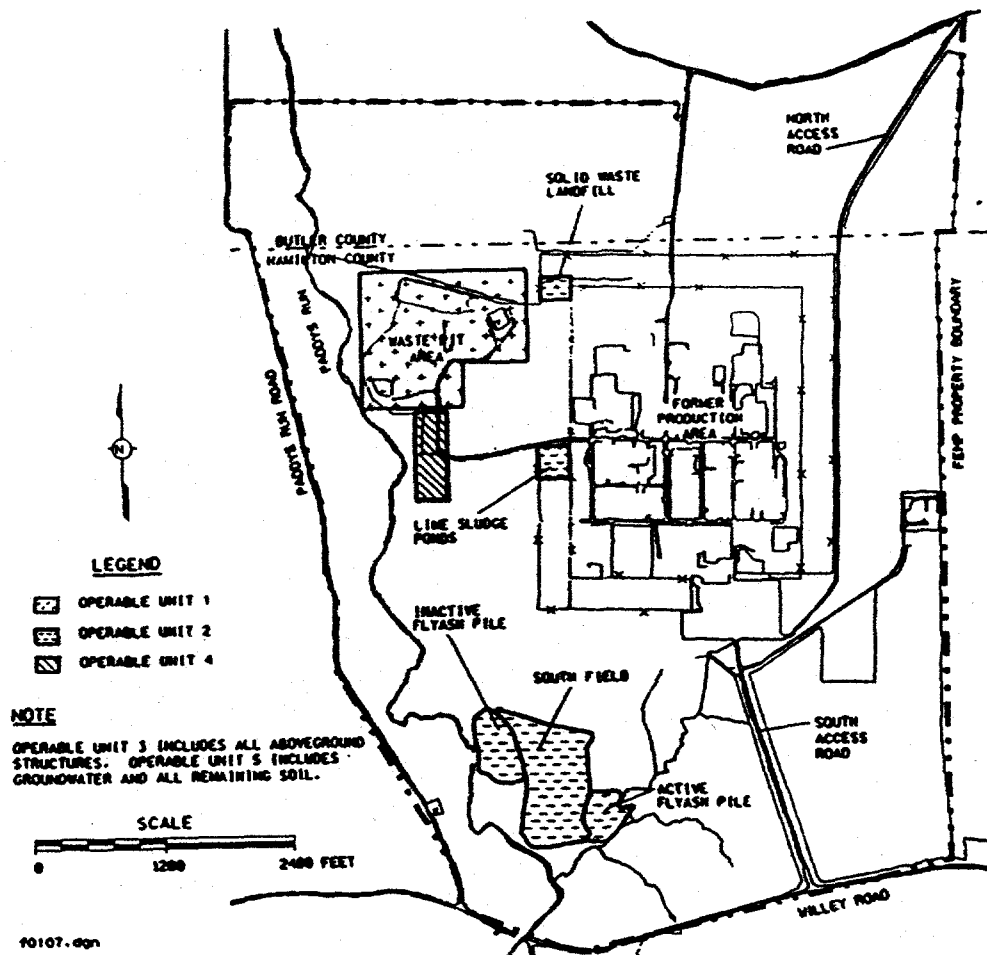 NORTH
ACCESS
ROAD
SOLID WASTE
LANDFILL
BUTLER COUNTY
HAMILTON COUNTY
PADDYS RUN
WASTE PIT
AREA
FORMER
PRODUCTION
AREA
FEMP PROPERTY BOUNDARY
PADDYS RUN ROAD
N
LIME SLUDGE
PONDS
LEGEND
OPERABLE UNIT 1
OPERABLE UNIT 2
OPERABLE UNIT 4
INACTIVE
FLYASH PILE
SOUTH FIELD
NOTE
OPERABLE UNIT 3 INCLUDES ALL ABOVEGROUND
STRUCTURES. OPERABLE UNIT 5 INCLUDES
GROUNDWATER AND ALL REMAINING SOIL.
SOUTH
ACCESS
ROAD
ACTIVE
FLYASH PILE
SCALE
0 1200 2400 FEET
WILLEY ROAD
f0107.dgn